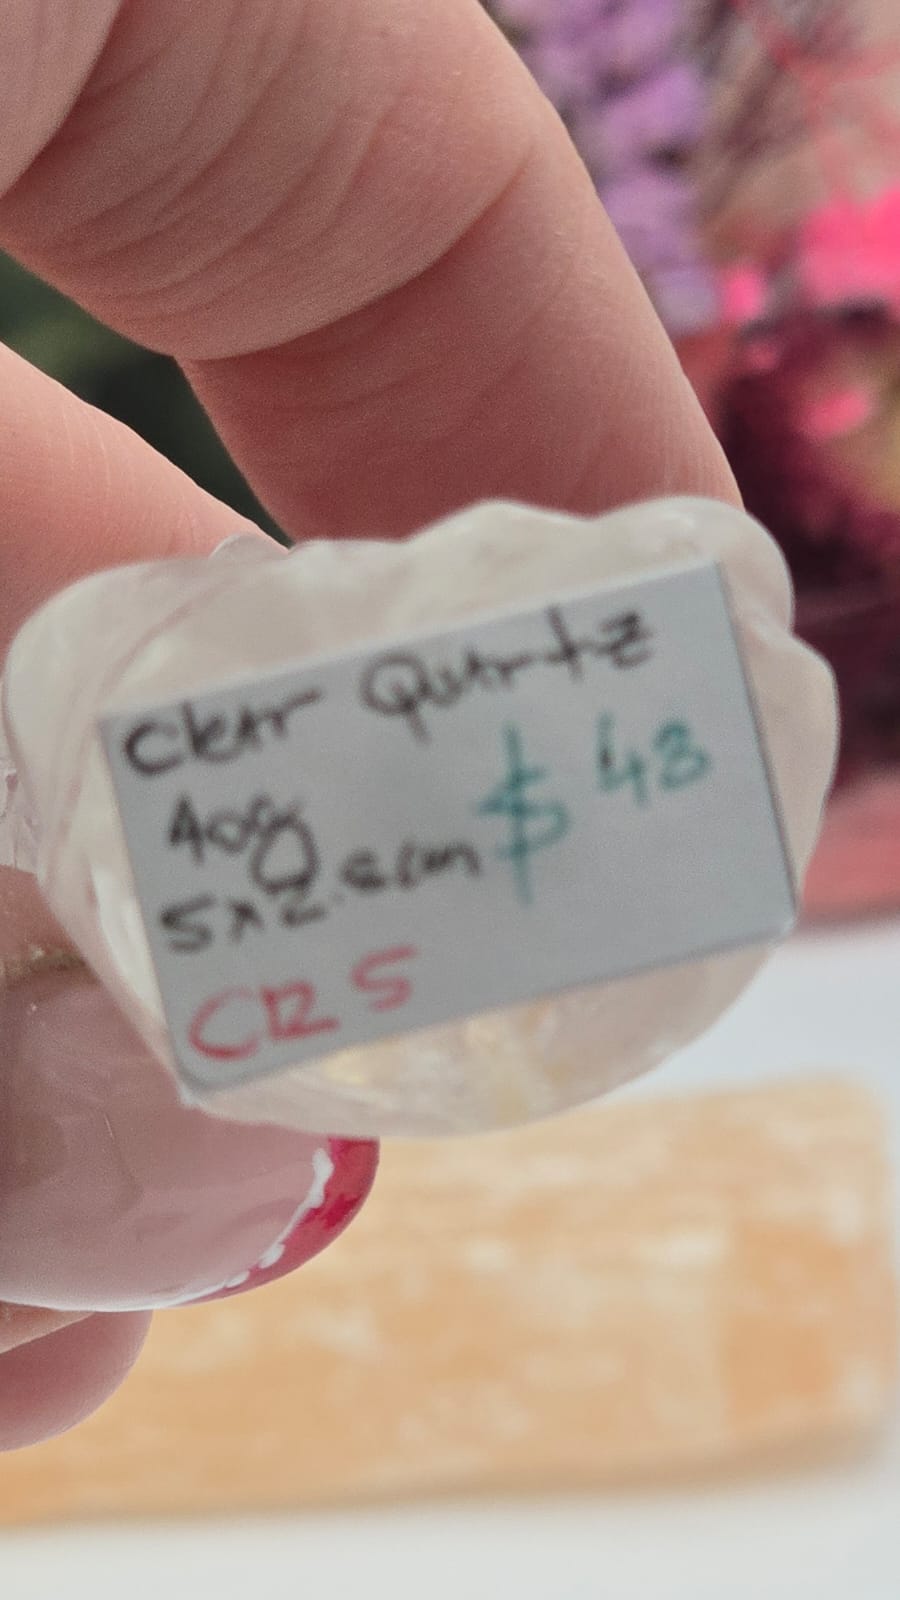 Clear Quartz
40g
5x2.6cm $48
CR5